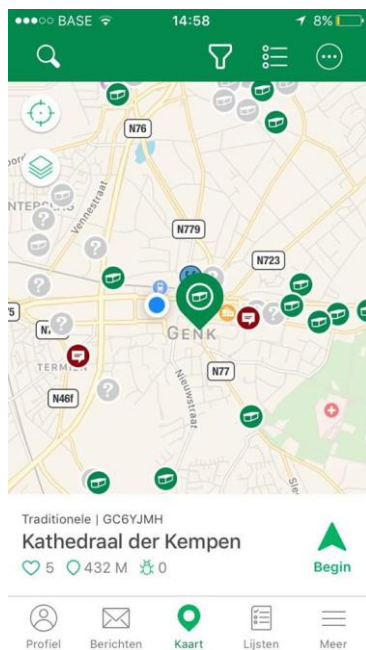 BASE 14:58 8%
N76
N779
N723
GENK
TERMIEN
N77
N46f
Nieuwstraat
Vennestraat
Traditionele | GC6YJMH
Kathedraal der Kempen
5 432 M 0
Begin
Profiel Berichten Kaart Lijsten Meer